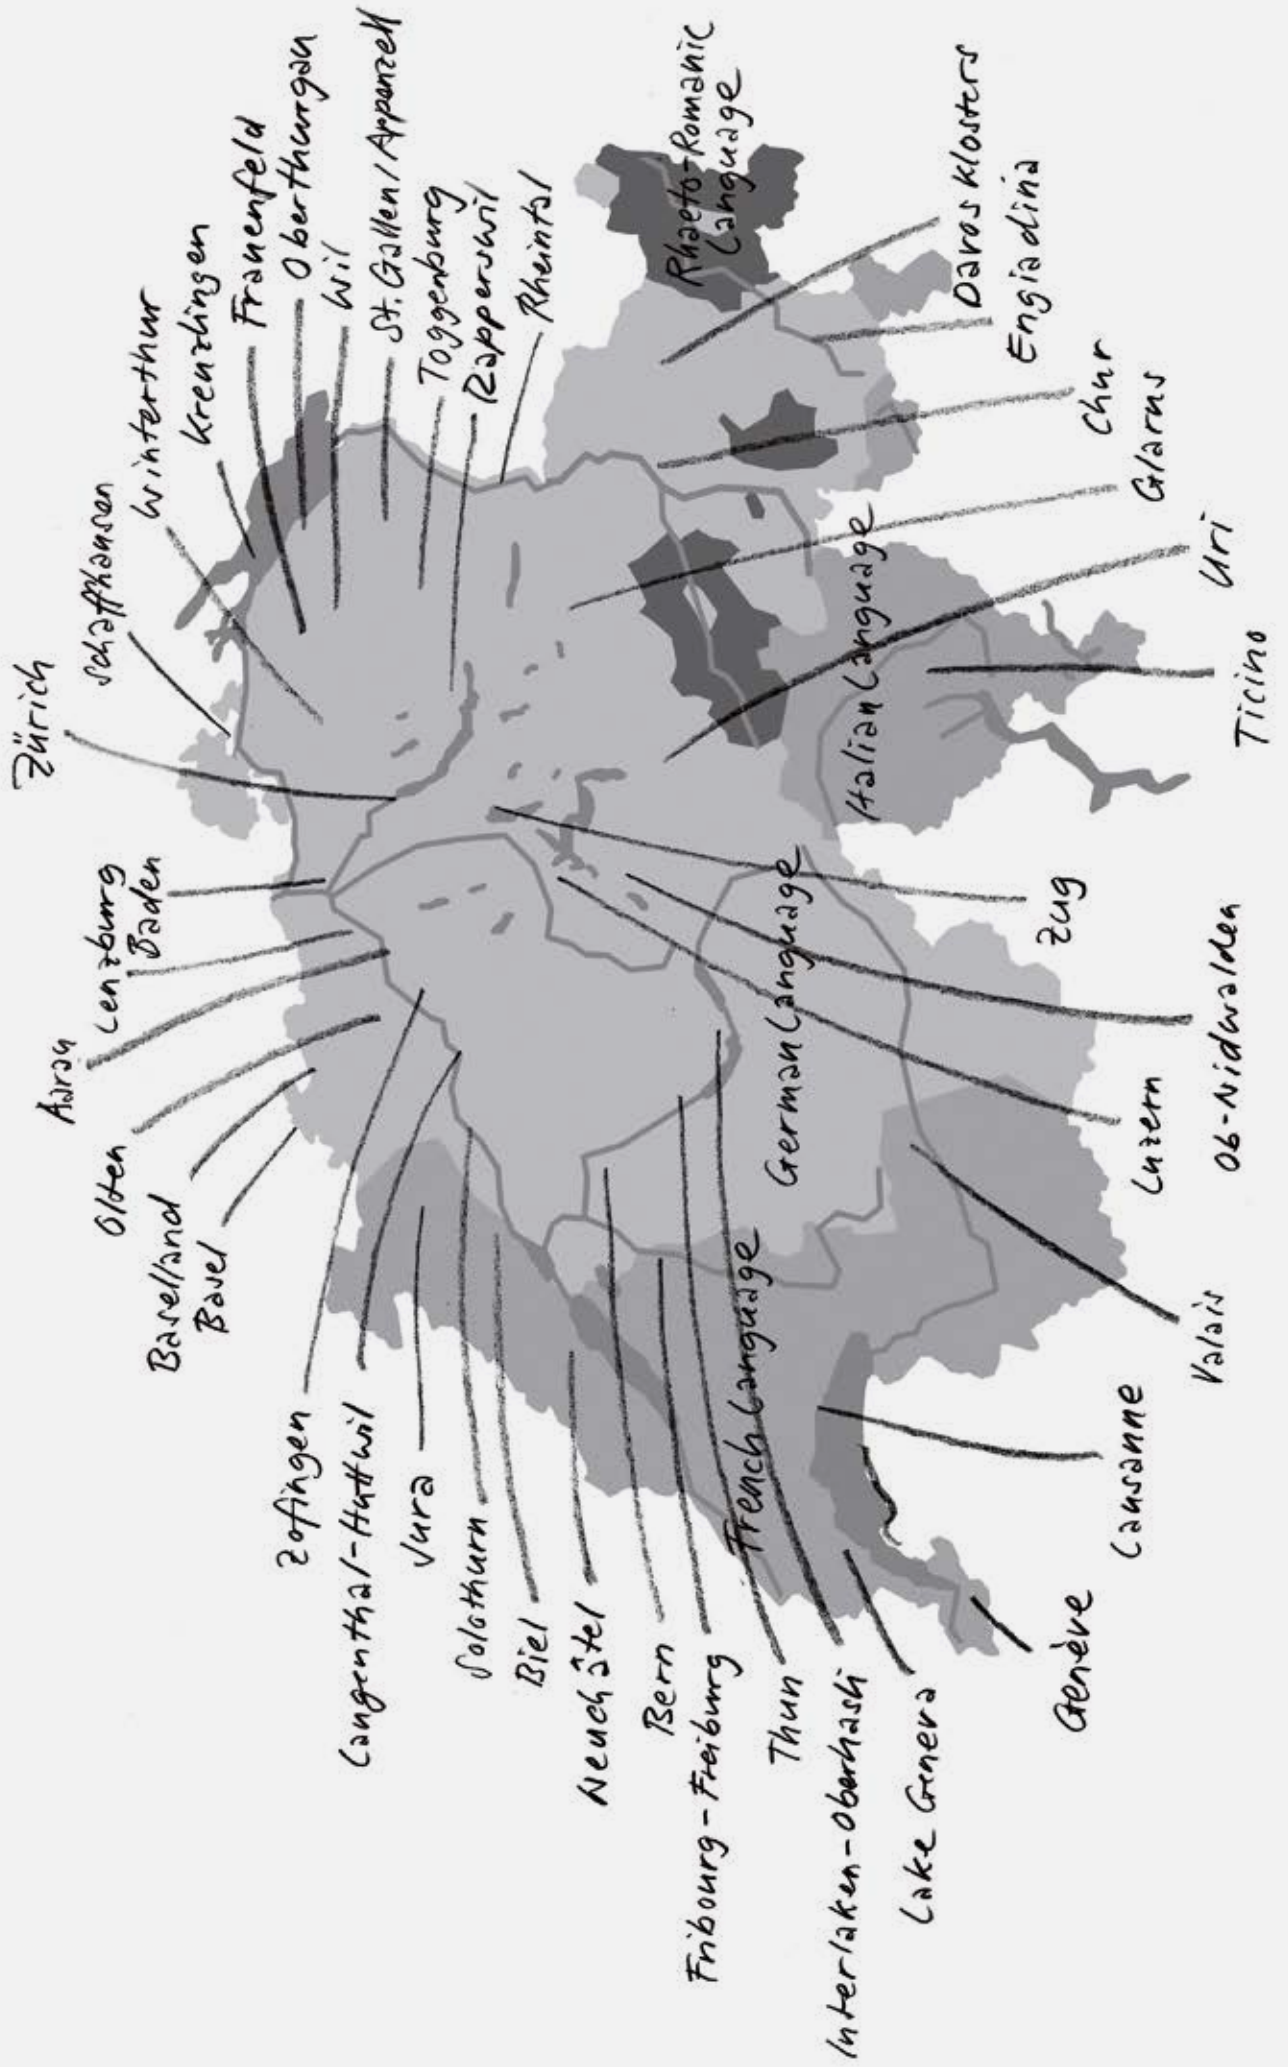 Zürich
Aarau
Schaffhausen
Olten
Lenzburg
Baden
Winterthur
Baselland
Basel
Kreuzlingen
Frauenfeld
Oberthurgau
Wil
St. Gallen/Appenzell
Toggenburg
Rapperswil
Rheintal
Zofingen
Langenthal-Huttwil
Jura
Solothurn
Biel
Neuchâtel
Bern
Fribourg-Freiburg
Thun
Interlaken-Oberhasli
Lake Geneva
Genève
Rhaeto-Romanic
Language
French Language
German Language
Italian Language
Davos Klosters
Engiadina
Chur
Glarus
Uri
Ticino
Zug
Ob-Nidwalden
Luzern
Valais
Lausanne